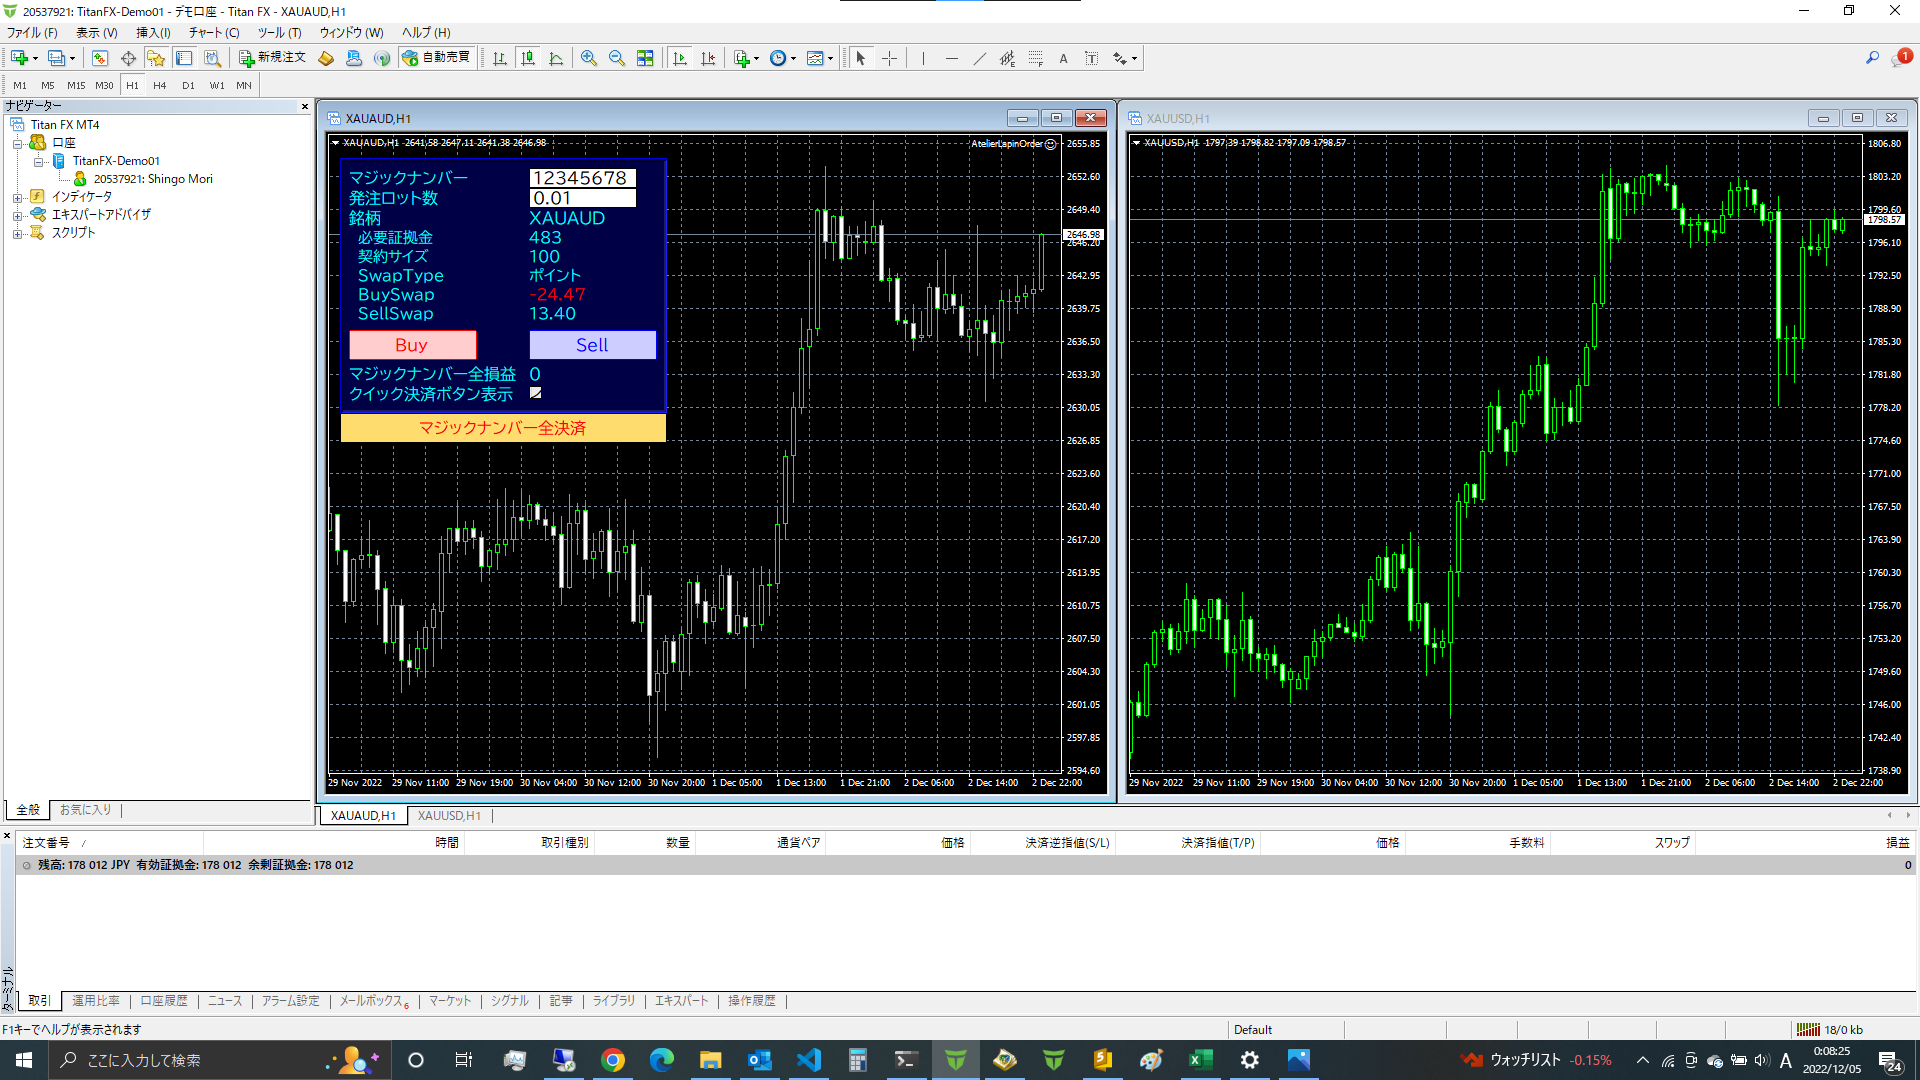 20537921: TitanFX-Demo01 - デモ口座 - Titan FX - XAUAUD,H1
ファイル (F) 表示 (V) 挿入(I) チャート (C) ツール (T) ウィンドウ (W) ヘルプ (H)
新規注文 自動売買
M1 M5 M15 M30 H1 H4 D1 W1 MN
ナビゲーター
Titan FX MT4
口座
TitanFX-Demo01
20537921: Shingo Mori
インディケータ
エキスパートアドバイザ
スクリプト
全般 お気に入り
XAUAUD,H1
XAUAUD,H1 2641.58 2647.11 2641.38 2646.98
AtelierLapinOrder
マジックナンバー 12345678
発注ロット数 0.01
銘柄 XAUAUD
必要証拠金 483
契約サイズ 100
SwapType ポイント
BuySwap -24.47
SellSwap 13.40
Buy Sell
マジックナンバー全損益 0
クイック決済ボタン表示
マジックナンバー全決済
2655.85
2652.60
2649.40
2646.98
2646.20
2642.95
2639.75
2636.50
2633.30
2630.05
2626.85
2623.60
2620.40
2617.20
2613.95
2610.75
2607.50
2604.30
2601.05
2597.85
2594.60
29 Nov 2022 29 Nov 11:00 29 Nov 19:00 30 Nov 04:00 30 Nov 12:00 30 Nov 20:00 1 Dec 05:00 1 Dec 13:00 1 Dec 21:00 2 Dec 06:00 2 Dec 14:00 2 Dec 22:00
XAUUSD,H1
XAUUSD,H1 1797.39 1798.82 1797.09 1798.57
1806.80
1803.20
1799.60
1798.57
1796.10
1792.50
1788.90
1785.30
1781.80
1778.20
1774.60
1771.00
1767.50
1763.90
1760.30
1756.70
1753.20
1749.60
1746.00
1742.40
1738.90
29 Nov 2022 29 Nov 11:00 29 Nov 19:00 30 Nov 04:00 30 Nov 12:00 30 Nov 20:00 1 Dec 05:00 1 Dec 13:00 1 Dec 21:00 2 Dec 06:00 2 Dec 14:00 2 Dec 22:00
XAUAUD,H1 XAUUSD,H1
注文番号 / 時間 取引種別 数量 通貨ペア 価格 決済逆指値(S/L) 決済指値(T/P) 価格 手数料 スワップ 損益
残高: 178 012 JPY 有効証拠金: 178 012 余剰証拠金: 178 012 0
ターミナル
取引 運用比率 口座履歴 ニュース アラーム設定 メールボックス 6 マーケット シグナル 記事 ライブラリ エキスパート 操作履歴
F1キーでヘルプが表示されます Default 18/0 kb
ここに入力して検索
ウォッチリスト -0.15%
A
0:08:25
2022/12/05
24
1